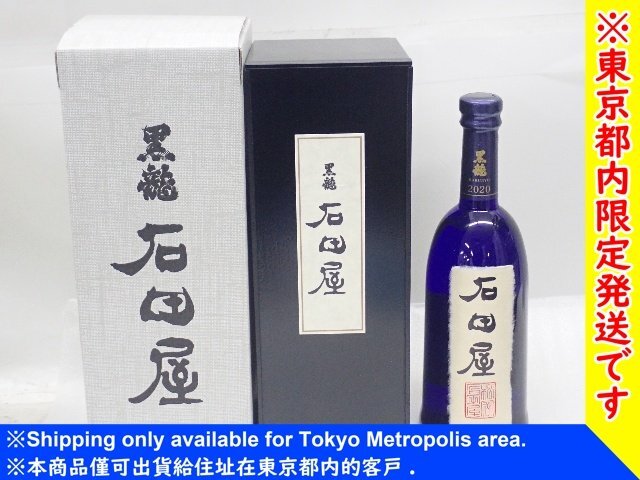 黒龍
石田屋
黒龍
石田屋
黒龍
2020
石田屋
※東京都内限定発送です
※Shipping only available for Tokyo Metropolis area.
※本商品僅可出貨給住址在東京都內的客戶．